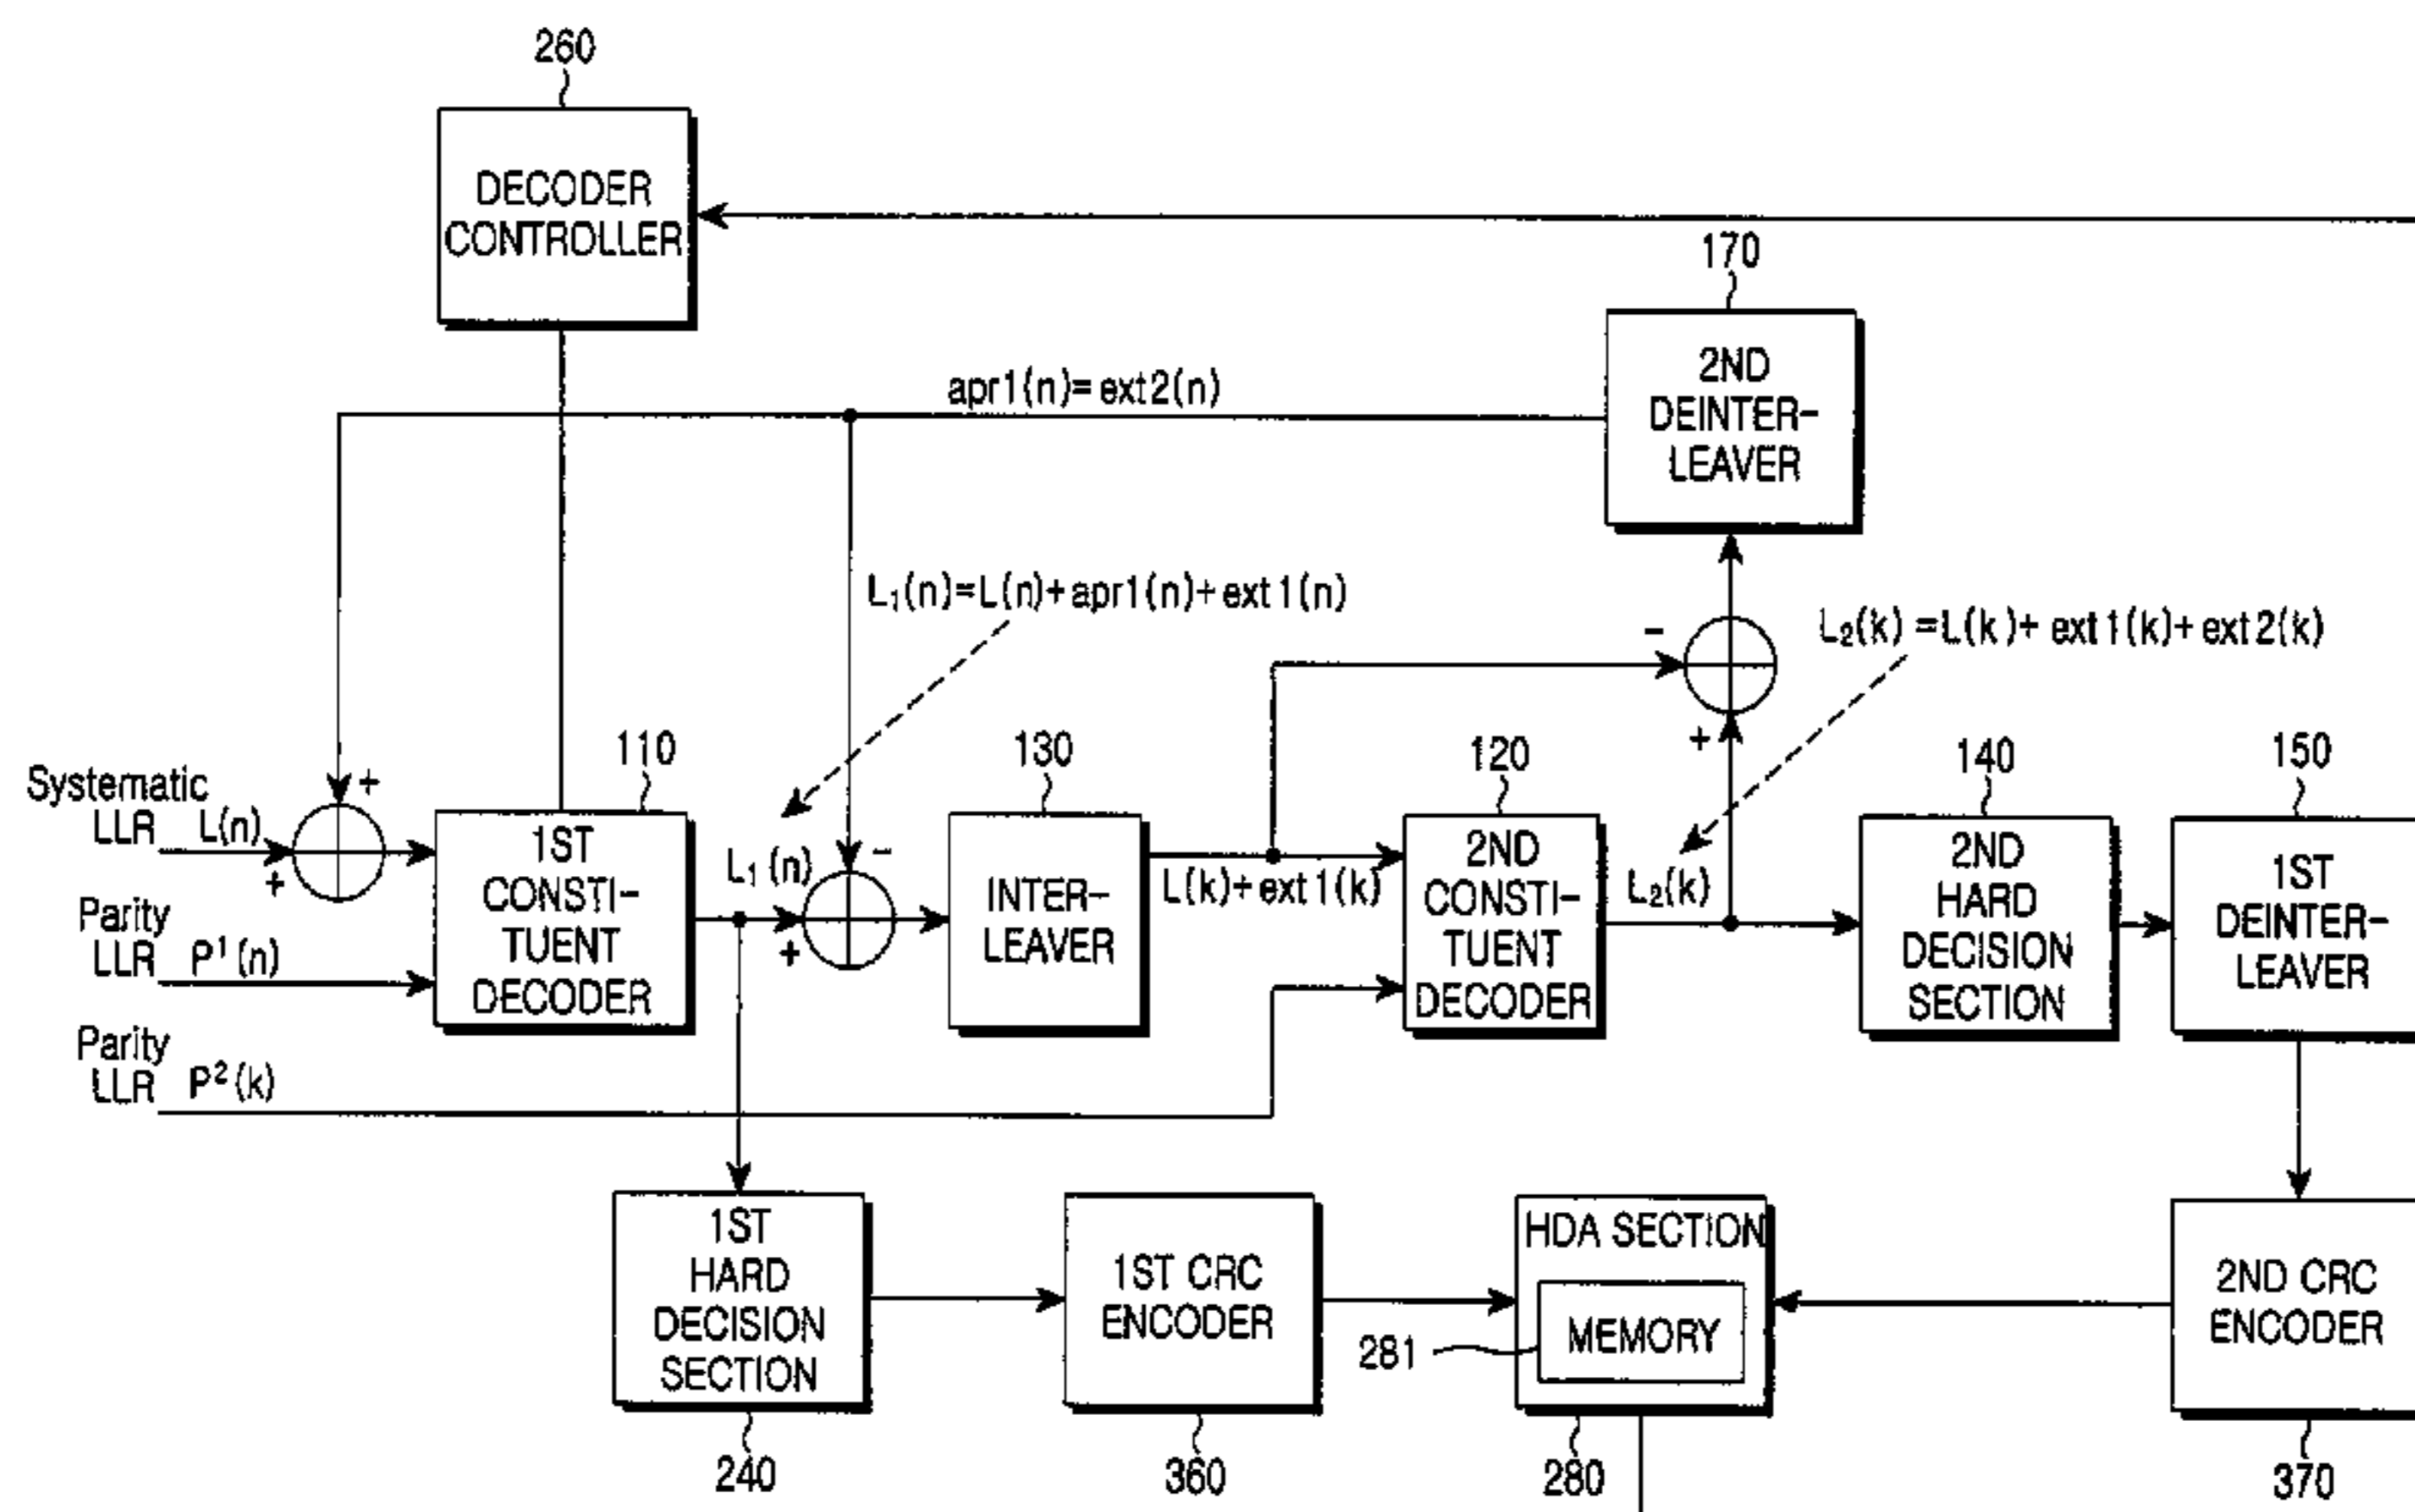 260
DECODER
CONTROLLER
170
2ND
DEINTER-
LEAVER
apr1(n)=ext2(n)
L₁(n)=L(n)+apr1(n)+ext1(n)
L₂(k)=L(k)+ext1(k)+ext2(k)
-
+
110
130
120
140
150
Systematic
LLR L(n)
+
+
1ST
CONSTI-
TUENT
DECODER
L₁(n)
-
+
INTER-
LEAVER
L(k)+ext1(k)
2ND
CONSTI-
TUENT
DECODER
L₂(k)
2ND
HARD
DECISION
SECTION
1ST
DEINTER-
LEAVER
Parity
LLR P¹(n)
Parity
LLR P²(k)
1ST
HARD
DECISION
SECTION
240
1ST CRC
ENCODER
360
HDA SECTION
MEMORY
281
280
2ND CRC
ENCODER
370